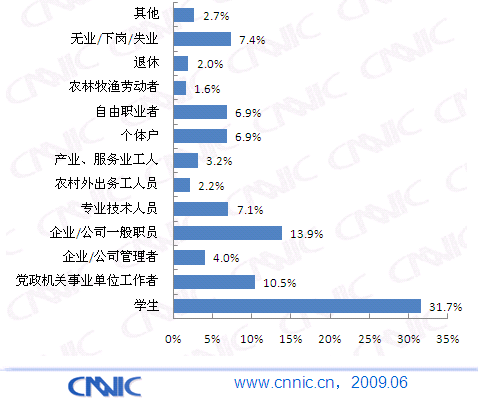 其他 2.7%
无业/下岗/失业 7.4%
退休 2.0%
农林牧渔劳动者 1.6%
自由职业者 6.9%
个体户 6.9%
产业、服务业工人 3.2%
农村外出务工人员 2.2%
专业技术人员 7.1%
企业/公司一般职员 13.9%
企业/公司管理者 4.0%
党政机关事业单位工作者 10.5%
学生 31.7%
0% 5% 10% 15% 20% 25% 30% 35%
CNNIC www.cnnic.cn，2009.06